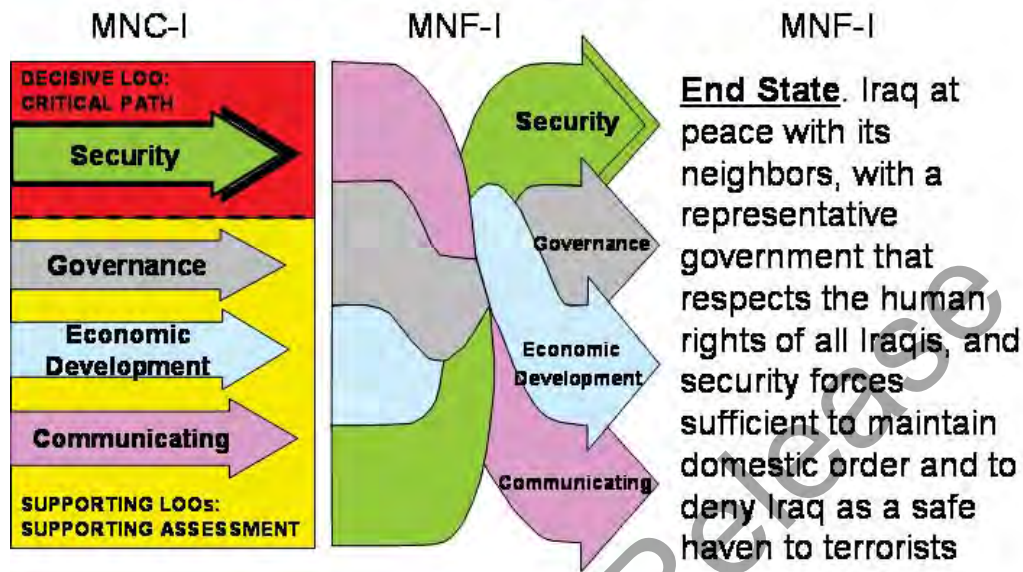 MNC-I
MNF-I
MNF-I
DECISIVE LOO:
CRITICAL PATH
Security
Governance
Economic
Development
Communicating
SUPPORTING LOOs:
SUPPORTING ASSESSMENT
Security
Governance
Economic
Development
Communicating
End State. Iraq at
peace with its
neighbors, with a
representative
government that
respects the human
rights of all Iraqis, and
security forces
sufficient to maintain
domestic order and to
deny Iraq as a safe
haven to terrorists
Release